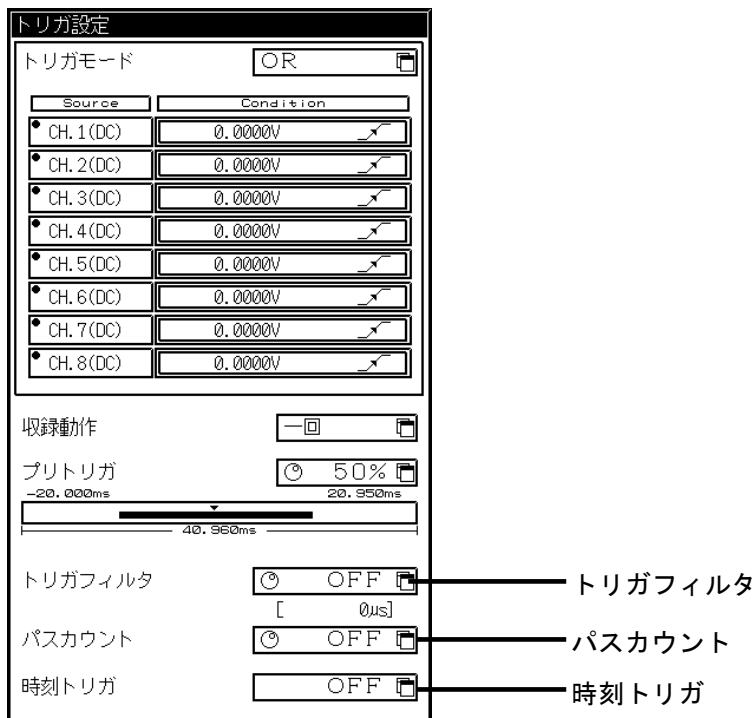 トリガ設定
トリガモード OR
Source Condition
CH.1(DC) 0.0000V
CH.2(DC) 0.0000V
CH.3(DC) 0.0000V
CH.4(DC) 0.0000V
CH.5(DC) 0.0000V
CH.6(DC) 0.0000V
CH.7(DC) 0.0000V
CH.8(DC) 0.0000V
収録動作 一回
プリトリガ 50%
-20.000ms 20.950ms
40.960ms
トリガフィルタ OFF トリガフィルタ
[ 0µs]
パスカウント OFF パスカウント
時刻トリガ OFF 時刻トリガ